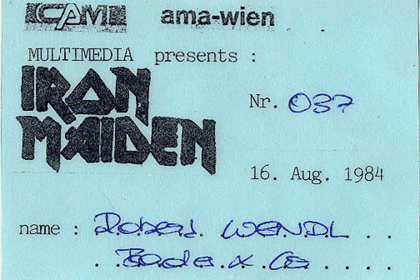 CAM ama-wien
MULTIMEDIA presents :
IRON
MAIDEN
Nr. 037
16. Aug. 1984
name : Robert WENDL . .